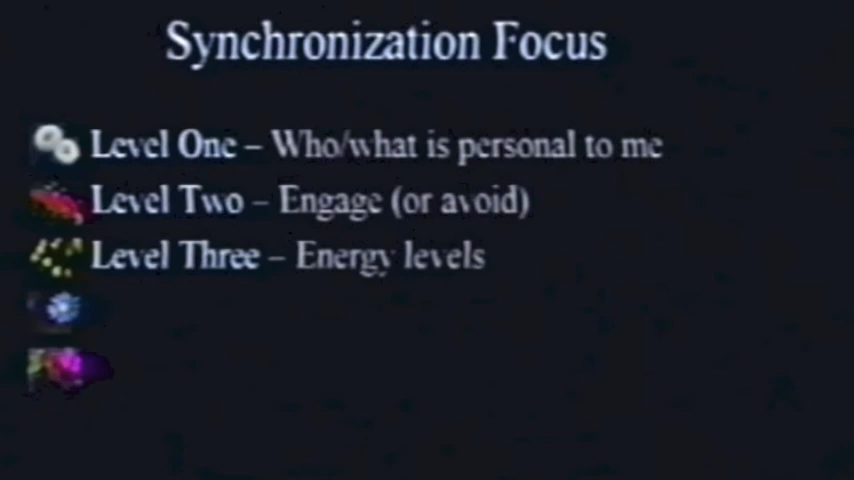 Synchronization Focus
Level One – Who/what is personal to me
Level Two – Engage (or avoid)
Level Three – Energy levels